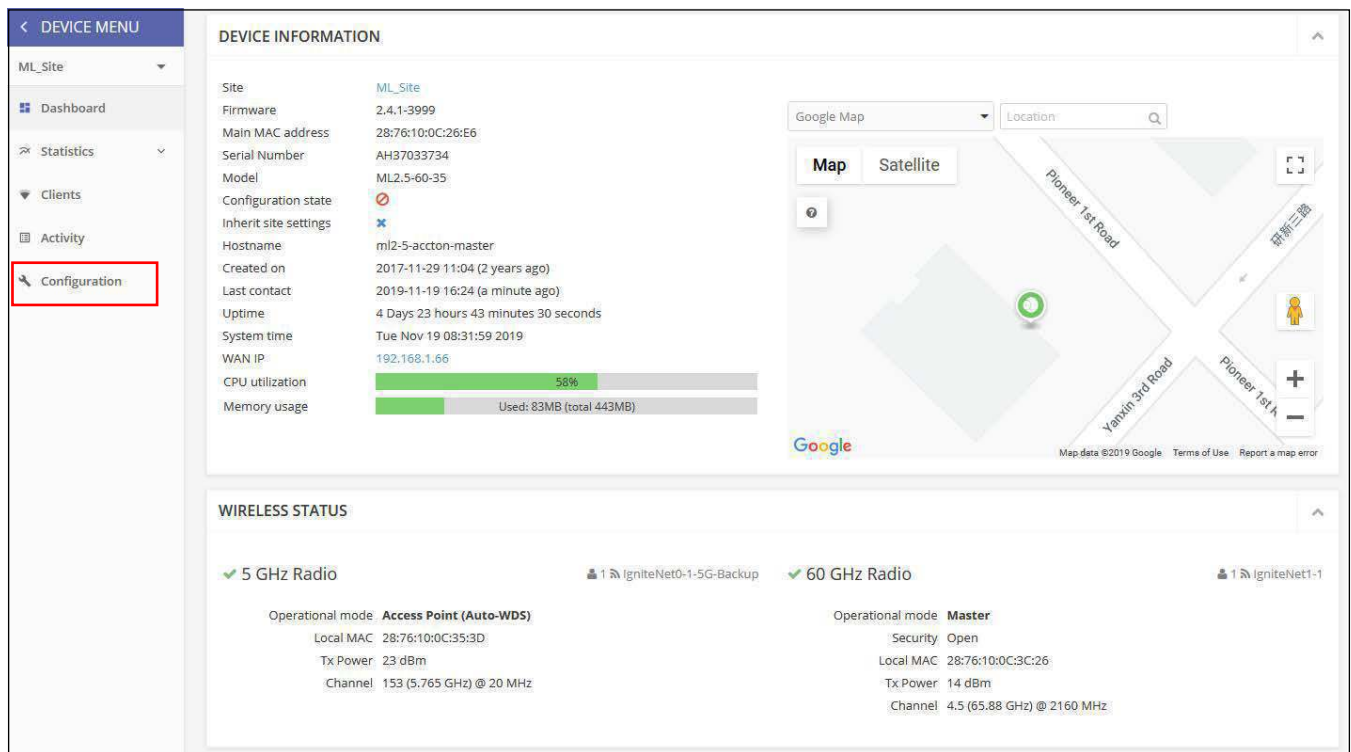 DEVICE MENU
ML_Site
Dashboard
Statistics
Clients
Activity
Configuration
DEVICE INFORMATION
Site ML_Site
Firmware 2.4.1-3999
Main MAC address 28:76:10:0C:26:E6
Serial Number AH37033734
Model ML2.5-60-35
Configuration state
Inherit site settings
Hostname ml2-5-accton-master
Created on 2017-11-29 11:04 (2 years ago)
Last contact 2019-11-19 16:24 (a minute ago)
Uptime 4 Days 23 hours 43 minutes 30 seconds
System time Tue Nov 19 08:31:59 2019
WAN IP 192.168.1.66
CPU utilization 58%
Memory usage Used: 83MB (total 443MB)
Google Map Location
Map Satellite
Pioneer 1st Road
研新三路
Yanxin 3rd Road
Pioneer 1st R
Google
Map data ©2019 Google Terms of Use Report a map error
WIRELESS STATUS
5 GHz Radio 1 IgniteNet0-1-5G-Backup
Operational mode Access Point (Auto-WDS)
Local MAC 28:76:10:0C:35:3D
Tx Power 23 dBm
Channel 153 (5.765 GHz) @ 20 MHz
60 GHz Radio 1 IgniteNet1-1
Operational mode Master
Security Open
Local MAC 28:76:10:0C:3C:26
Tx Power 14 dBm
Channel 4.5 (65.88 GHz) @ 2160 MHz